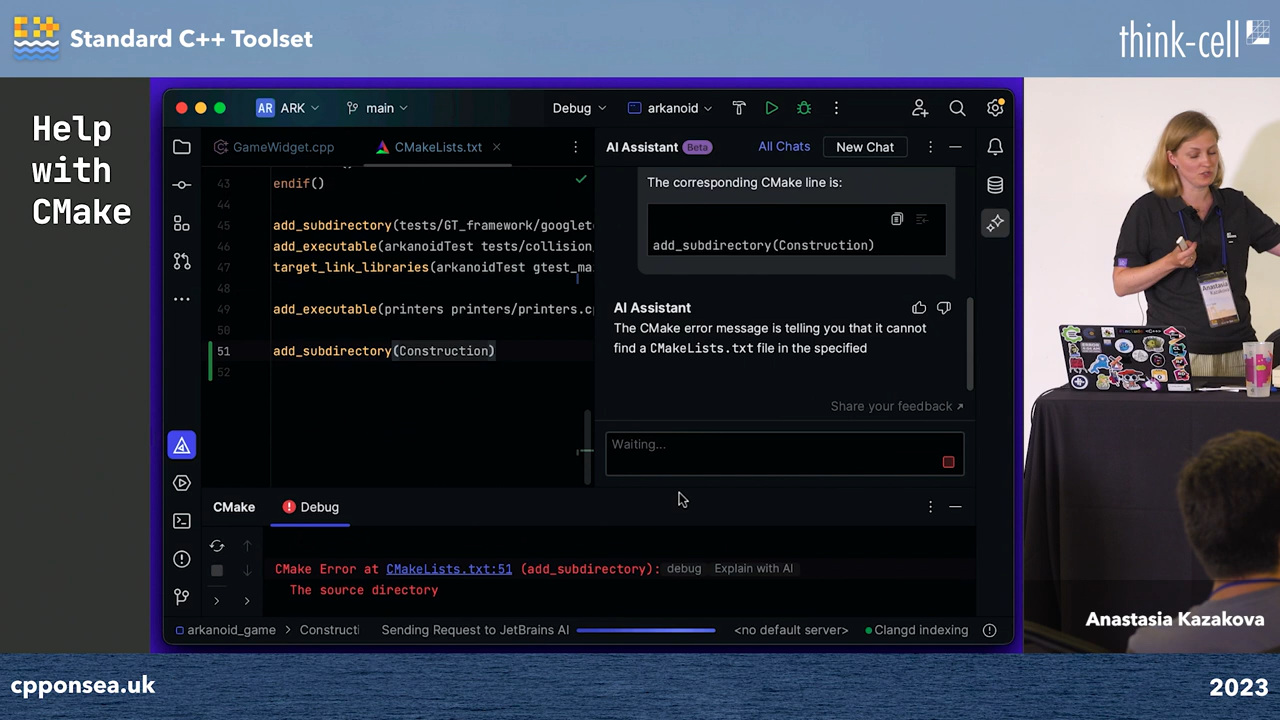 Standard C++ Toolset
think-cell
Help
with
CMake
AR ARK
main
Debug
arkanoid
GameWidget.cpp
CMakeLists.txt
AI Assistant Beta
All Chats
New Chat
43 endif()
44
45 add_subdirectory(tests/GT_framework/googlet
46 add_executable(arkanoidTest tests/collision
47 target_link_libraries(arkanoidTest gtest_ma
48
49 add_executable(printers printers/printers.c
50
51 add_subdirectory(Construction)
52
The corresponding CMake line is:
add_subdirectory(Construction)
AI Assistant
The CMake error message is telling you that it cannot
find a CMakeLists.txt file in the specified
Share your feedback ↗
Waiting...
CMake
Debug
CMake Error at CMakeLists.txt:51 (add_subdirectory): debug Explain with AI
The source directory
arkanoid_game > Constructi
Sending Request to JetBrains AI
<no default server>
Clangd indexing
Anastasia
Kazakova
Anastasia Kazakova
cpponsea.uk
2023